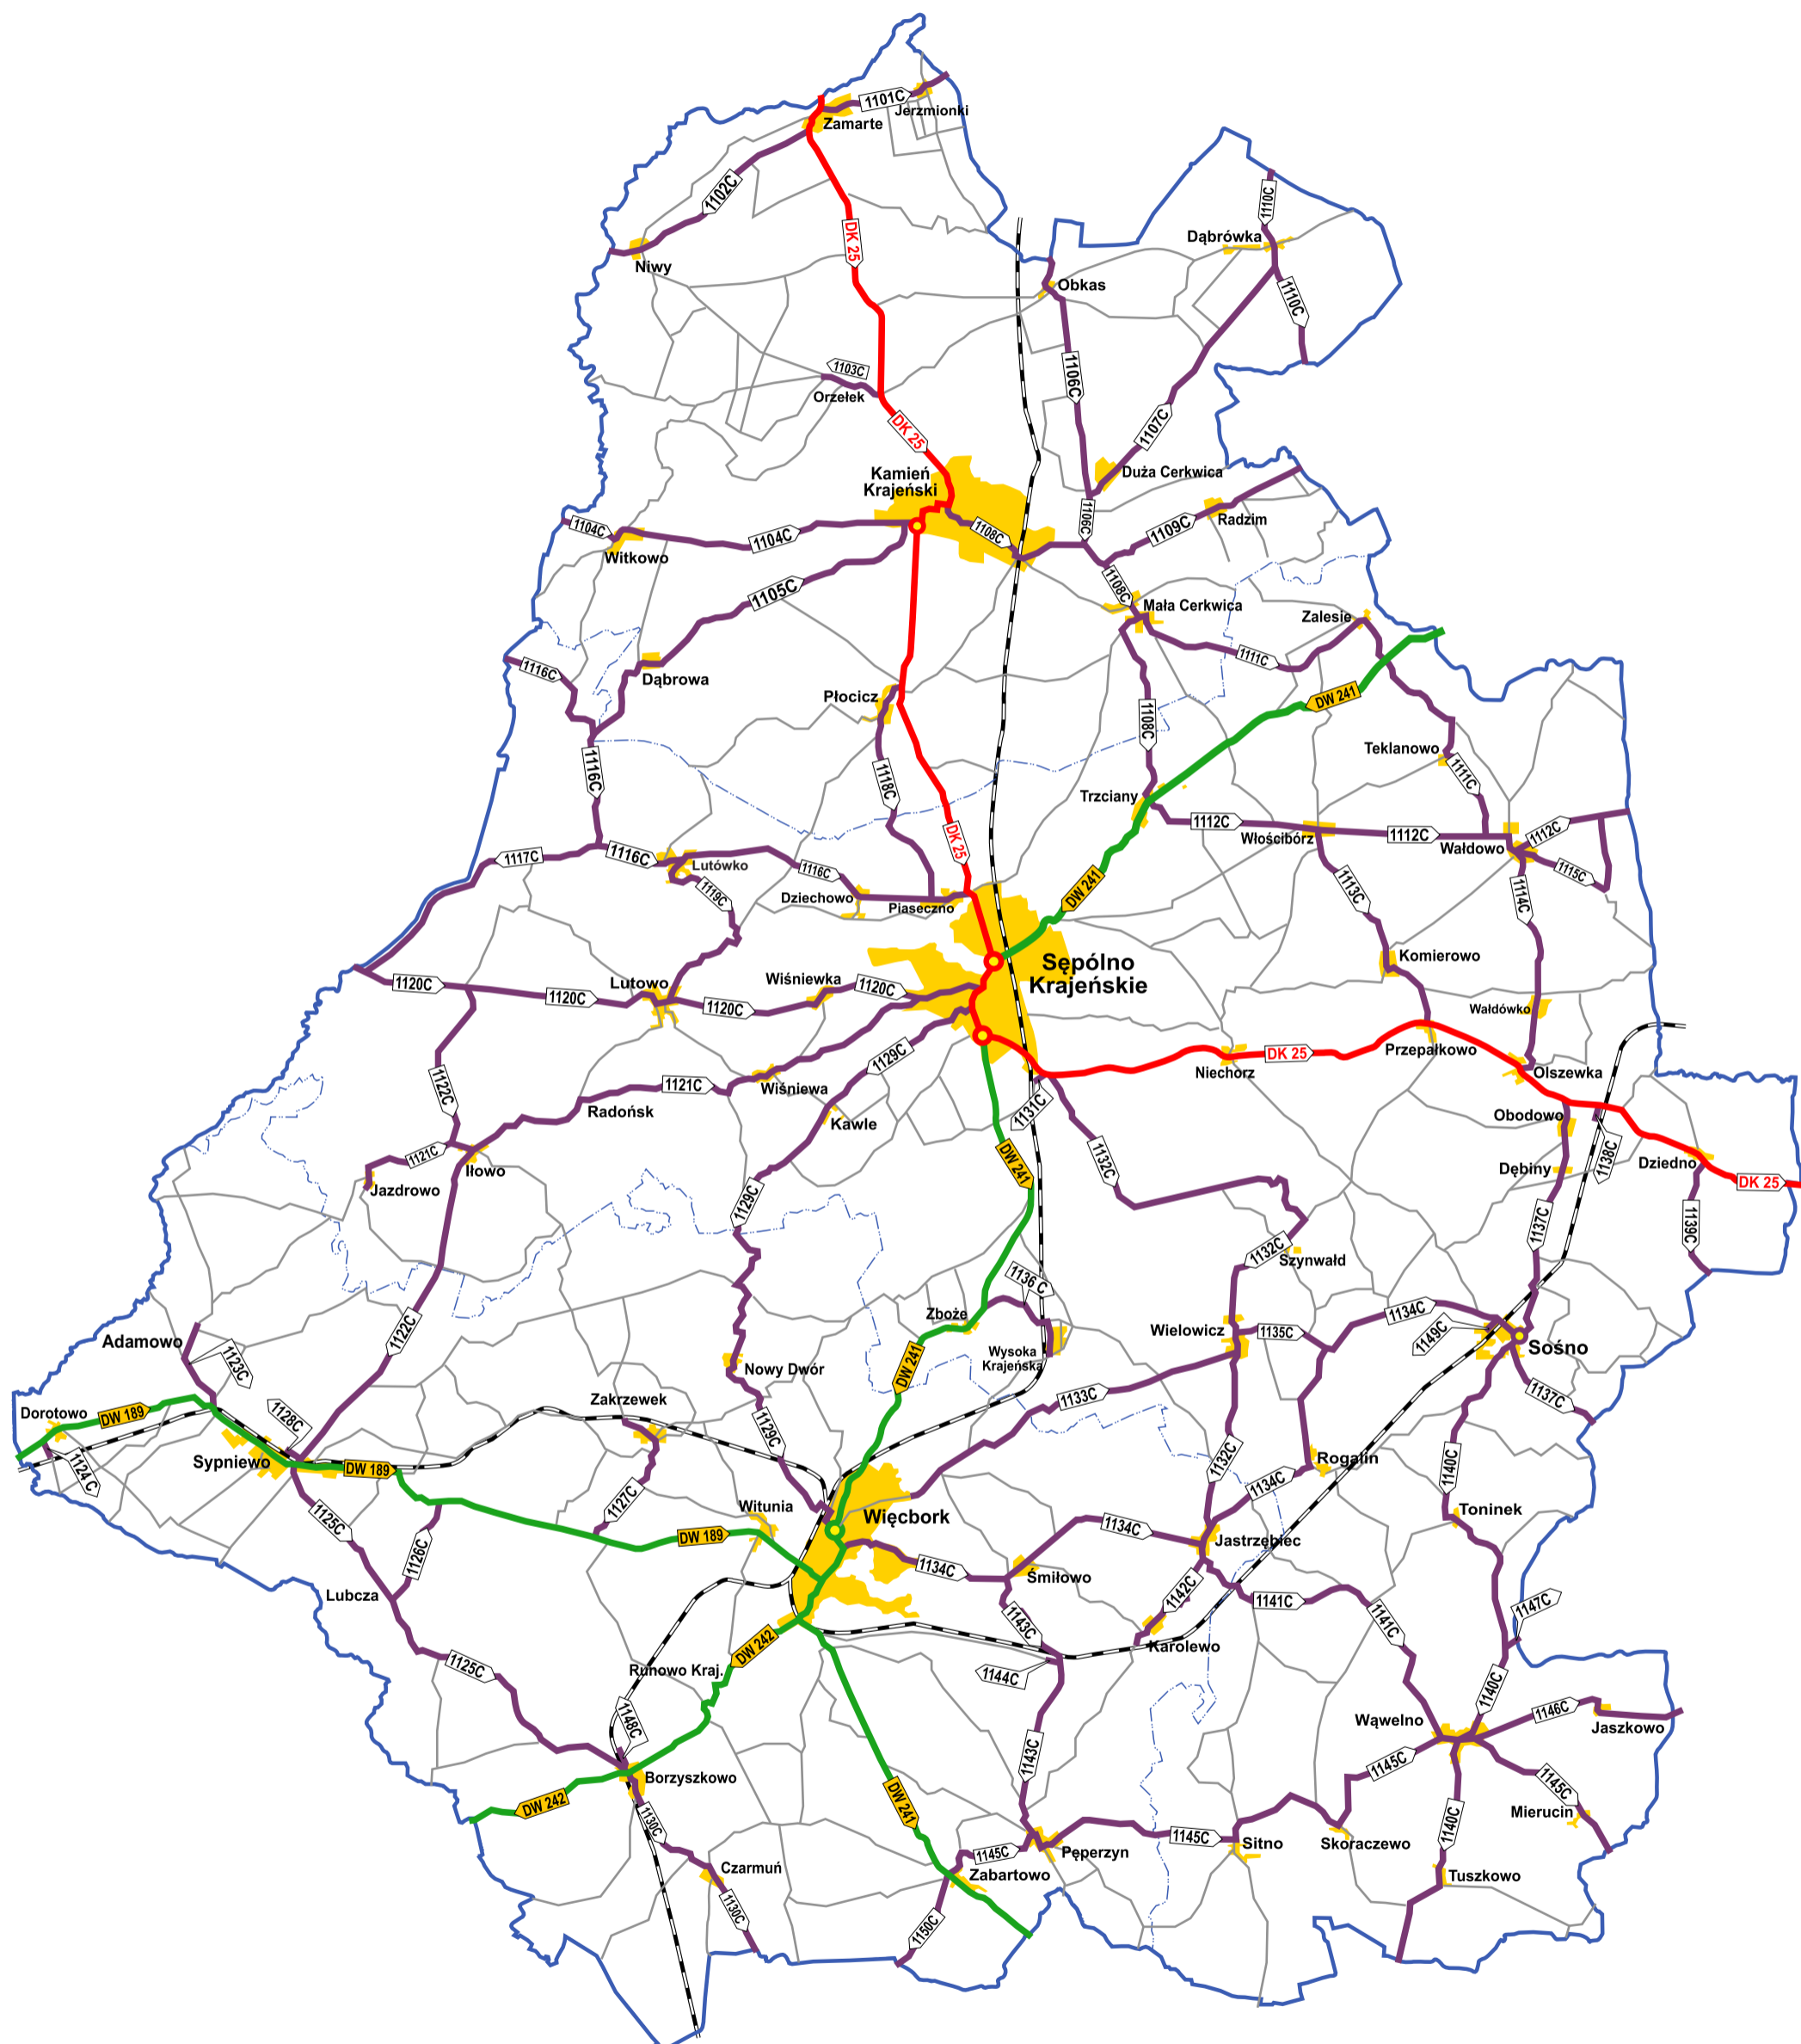 1101C
Jerzmionki
Zamarte
1102C
1110C
DK 25
Dąbrówka
Niwy
Obkas
1110C
1103C
1106C
Orzełek
DK 25
1107C
Kamień
Krajeński
Duża Cerkwica
1104C
1106C
Radzim
1108C
1109C
1104C
Witkowo
1108C
1105C
Mała Cerkwica
Zalesie
1111C
1116C
Dąbrowa
Płocicz
DW 241
1108C
Teklanowo
1116C
1118C
1111C
Trzciany
1112C
Włościbórz
1112C
1112C
Wałdowo
DK 25
1117C
1116C
Lutówko
1116C
1115C
1119C
Dziechowo
Piaseczno
DW 241
1113C
1114C
Sępólno
Krajeńskie
Komierowo
1120C
1120C
Lutowo
1120C
Wiśniewka
1120C
Wałdówko
1129C
Niechorz
DK 25
Przepałkowo
Olszewka
1122C
Radońsk
1121C
Wiśniewa
Kawle
1131C
Obodowo
1121C
Iłowo
Jazdrowo
DW 241
1132C
Dębiny
1138C
Dziedno
DK 25
1129C
1137C
1139C
1132C
Szynwałd
1136 C
Zboże
1122C
Adamowo
1123C
Wysoka
Krajeńska
Wielowicz
1135C
1134C
1149C
Sośno
DW 241
Nowy Dwór
Zakrzewek
1133C
1137C
Dorotowo
DW 189
1128C
1129C
1132C
Sypniewo
DW 189
1124 C
Rogalin
1134C
1140C
1127C
Witunia
Więcbork
Toninek
1125C
1126C
DW 189
1134C
1134C
Śmiłowo
Jastrzębiec
Lubcza
1142C
1141C
1141C
1147C
1143C
Karolewo
DW 242
1125C
Runowo Kraj.
1144C
1140C
1148C
1143C
Wąwelno
1146C
Jaszkowo
Borzyszkowo
1145C
1145C
DW 242
DW 241
1130C
1145C
Mierucin
Pęperzyn
Sitno
Skoraczewo
1140C
1145C
Czarmuń
Zabartowo
Tuszkowo
1130C
1150C